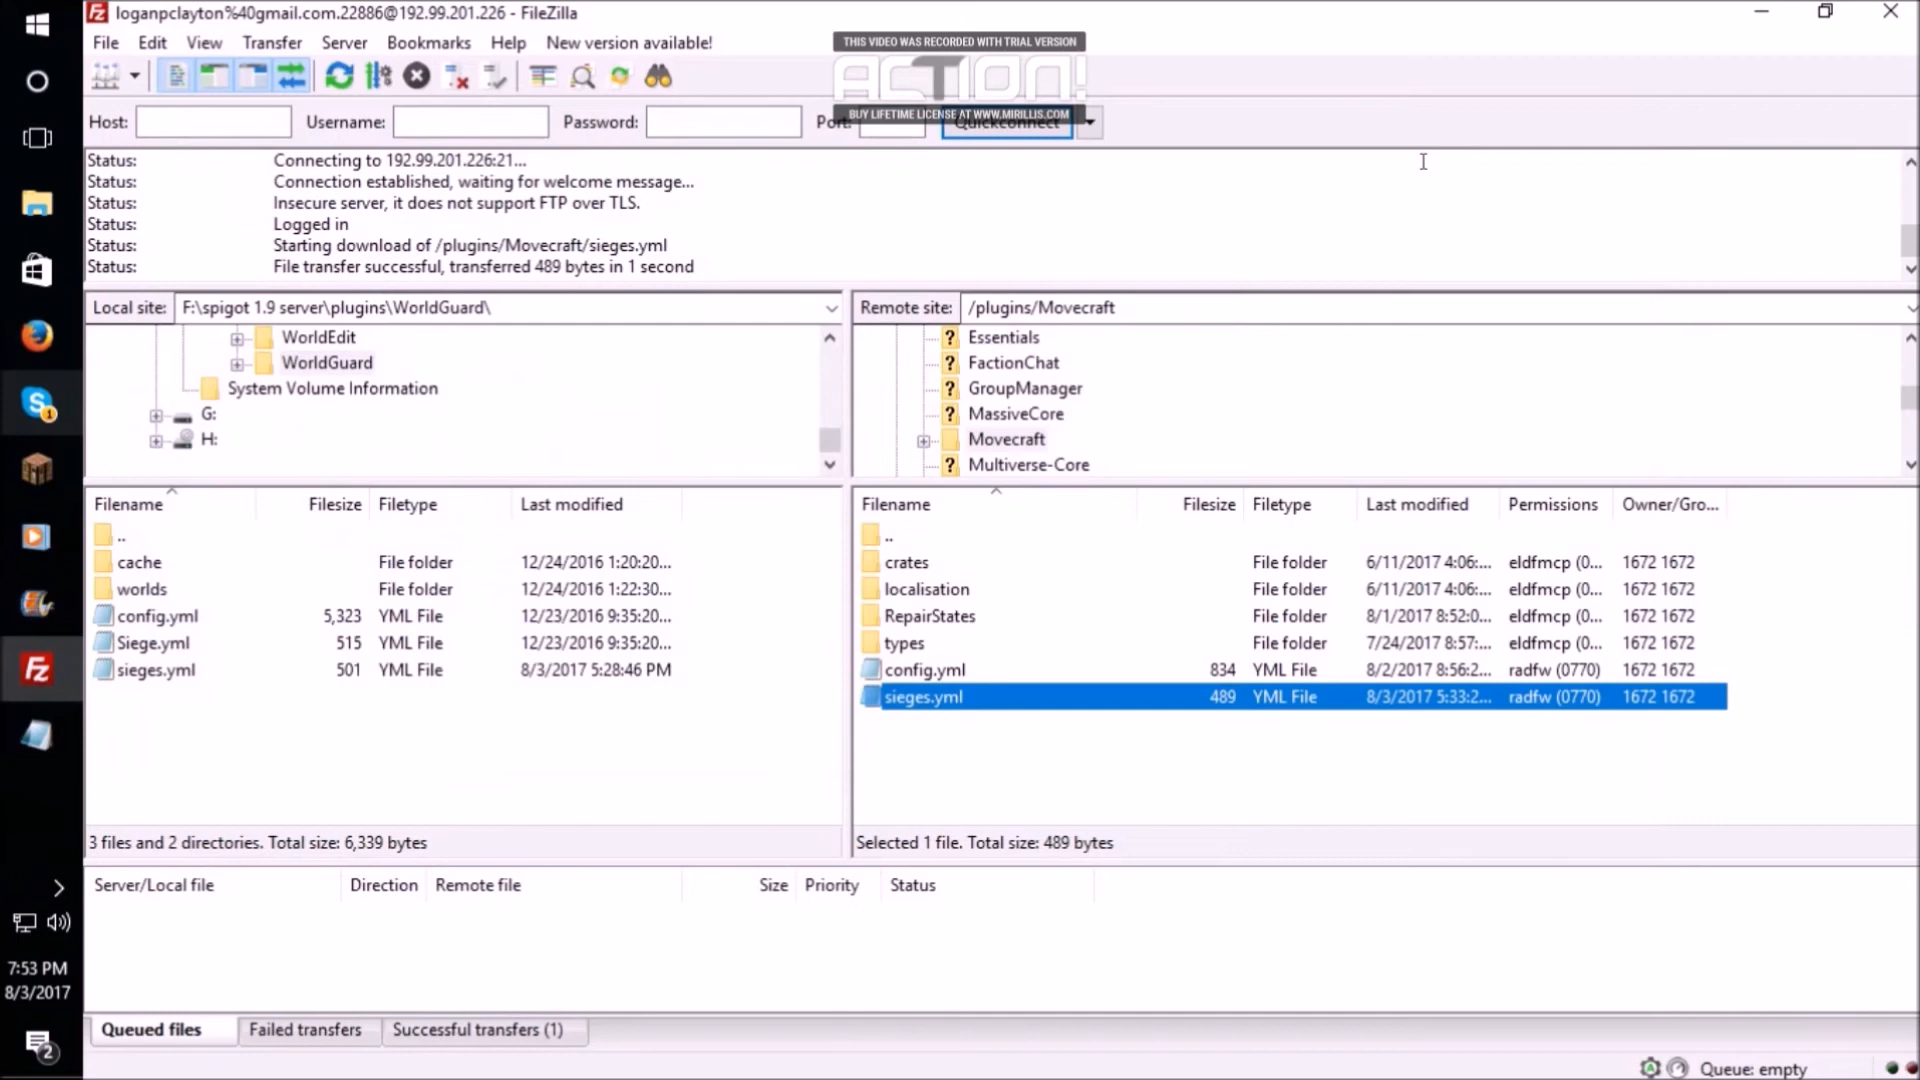 loganpclayton%40gmail.com.22886@192.99.201.226 - FileZilla
File Edit View Transfer Server Bookmarks Help New version available!
THIS VIDEO WAS RECORDED WITH TRIAL VERSION
ACTION!
BUY LIFETIME LICENSE AT WWW.MIRILLIS.COM
Host: Username: Password: Port: Quickconnect
Status: Connecting to 192.99.201.226:21...
Status: Connection established, waiting for welcome message...
Status: Insecure server, it does not support FTP over TLS.
Status: Logged in
Status: Starting download of /plugins/Movecraft/sieges.yml
Status: File transfer successful, transferred 489 bytes in 1 second
Local site: F:\spigot 1.9 server\plugins\WorldGuard\
WorldEdit
WorldGuard
System Volume Information
G:
H:
Remote site: /plugins/Movecraft
Essentials
FactionChat
GroupManager
MassiveCore
Movecraft
Multiverse-Core
Filename Filesize Filetype Last modified
..
cache File folder 12/24/2016 1:20:20...
worlds File folder 12/24/2016 1:22:30...
config.yml 5,323 YML File 12/23/2016 9:35:20...
Siege.yml 515 YML File 12/23/2016 9:35:20...
sieges.yml 501 YML File 8/3/2017 5:28:46 PM
3 files and 2 directories. Total size: 6,339 bytes
Filename Filesize Filetype Last modified Permissions Owner/Gro...
..
crates File folder 6/11/2017 4:06:... eldfmcp (0... 1672 1672
localisation File folder 6/11/2017 4:06:... eldfmcp (0... 1672 1672
RepairStates File folder 8/1/2017 8:52:0... eldfmcp (0... 1672 1672
types File folder 7/24/2017 8:57:... eldfmcp (0... 1672 1672
config.yml 834 YML File 8/2/2017 8:56:2... radfw (0770) 1672 1672
sieges.yml 489 YML File 8/3/2017 5:33:2... radfw (0770) 1672 1672
Selected 1 file. Total size: 489 bytes
Server/Local file Direction Remote file Size Priority Status
Queued files Failed transfers Successful transfers (1)
Queue: empty
1
7:53 PM
8/3/2017
2